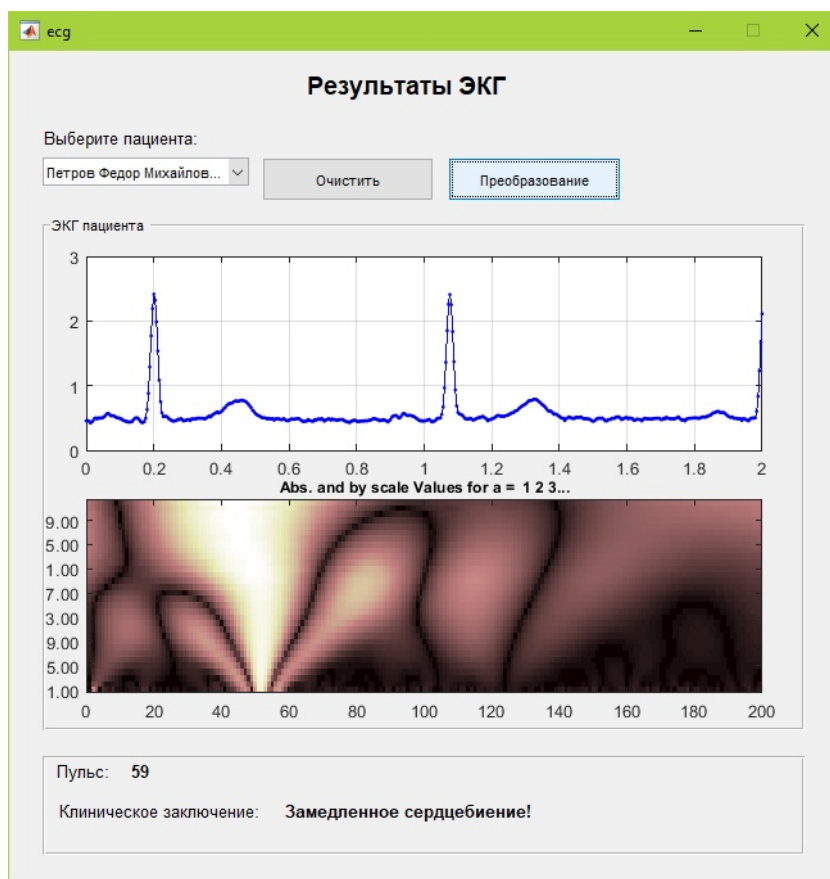 ecg
Результаты ЭКГ
Выберите пациента:
Петров Федор Михайлов... Очистить Преобразование
ЭКГ пациента
3
2
1
0
0 0.2 0.4 0.6 0.8 1 1.2 1.4 1.6 1.8 2
Abs. and by scale Values for a = 1 2 3...
9.00
5.00
1.00
7.00
3.00
9.00
5.00
1.00
0 20 40 60 80 100 120 140 160 180 200
Пульс: 59
Клиническое заключение: Замедленное сердцебиение!